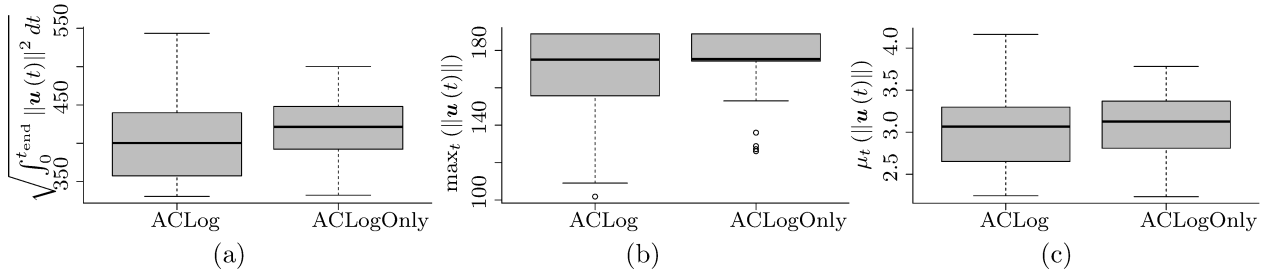 √∫₀^{t_end} ||u(t)||² dt
350
450
550
ACLog ACLogOnly
(a)
max_t (||u(t)||)
100
140
180
ACLog ACLogOnly
(b)
μ_t (||u(t)||)
2.5
3.0
3.5
4.0
ACLog ACLogOnly
(c)